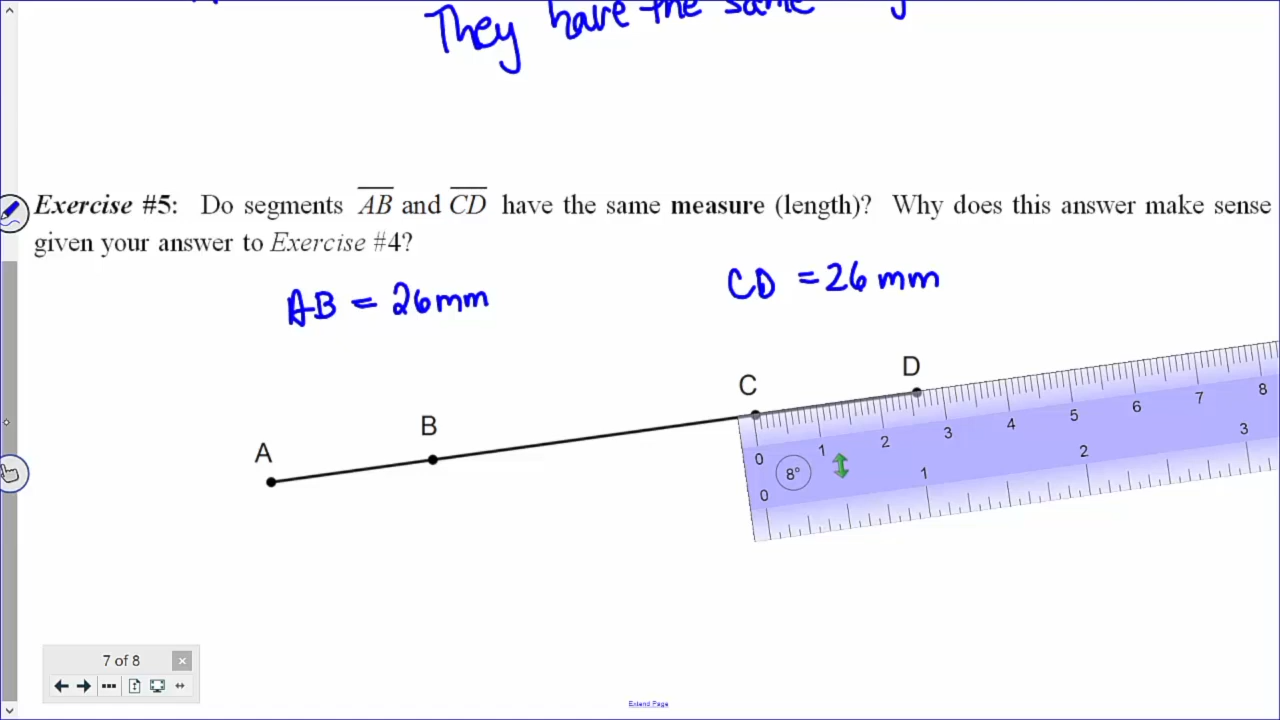 They have the same
Exercise #5: Do segments AB and CD have the same measure (length)? Why does this answer make sense
given your answer to Exercise #4?
AB = 26mm
CD = 26 mm
A
B
C
D
0 1 2 3 4 5 6 7 8
8°
0 1 2 3
7 of 8
Extend Page